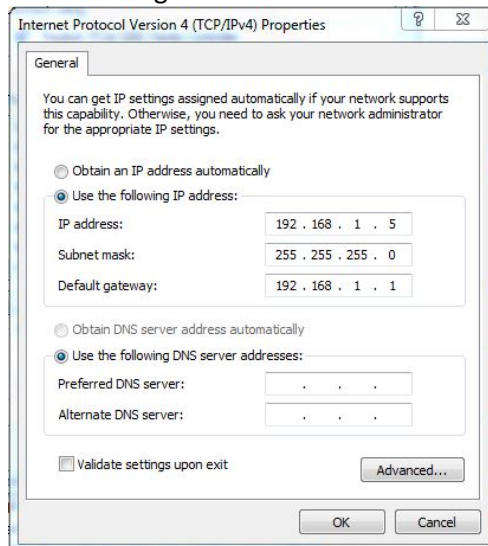 Internet Protocol Version 4 (TCP/IPv4) Properties
General
You can get IP settings assigned automatically if your network supports
this capability. Otherwise, you need to ask your network administrator
for the appropriate IP settings.
Obtain an IP address automatically
Use the following IP address:
IP address: 192 . 168 . 1 . 5
Subnet mask: 255 . 255 . 255 . 0
Default gateway: 192 . 168 . 1 . 1
Obtain DNS server address automatically
Use the following DNS server addresses:
Preferred DNS server: . . .
Alternate DNS server: . . .
Validate settings upon exit
Advanced...
OK Cancel